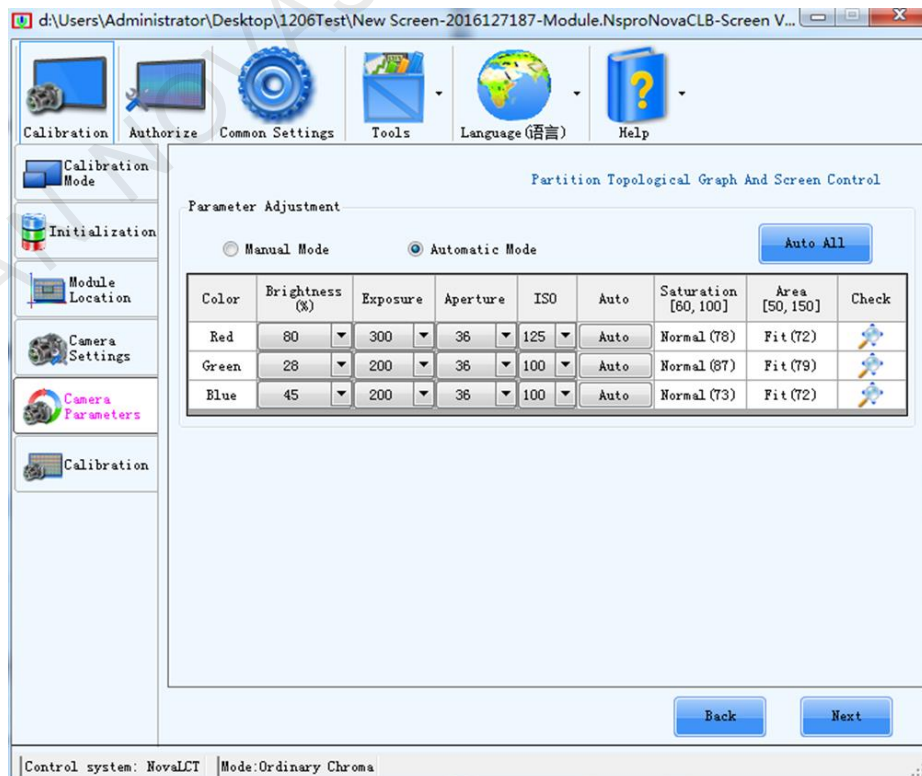 d:\Users\Administrator\Desktop\1206Test\New Screen-2016127187-Module.NsproNovaCLB-Screen V...
Calibration Authorize Common Settings Tools Language(语言) Help
Calibration
Mode
Initialization
Module
Location
Camera
Settings
Camera
Parameters
Calibration
Partition Topological Graph And Screen Control
Parameter Adjustment
Manual Mode Automatic Mode Auto All
Color Brightness (%) Exposure Aperture ISO Auto Saturation [60, 100] Area [50, 150] Check
Red 80 300 36 125 Auto Normal(78) Fit(72)
Green 28 200 36 100 Auto Normal(87) Fit(79)
Blue 45 200 36 100 Auto Normal(73) Fit(72)
Back Next
Control system: NovaLCT Mode:Ordinary Chroma